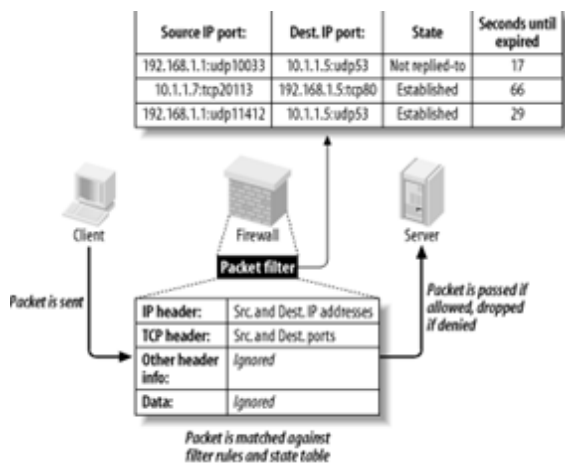 Source IP port: Dest. IP port: State Seconds until expired
192.168.1.1:udp10033 10.1.1.5:udp53 Not replied-to 17
10.1.1.7:tcp20113 192.168.1.5:tcp80 Established 66
192.168.1.1:udp11412 10.1.1.5:udp53 Established 29
Client
Firewall
Server
Packet filter
Packet is sent
Packet is passed if
allowed, dropped
if denied
IP header: Src. and Dest. IP addresses
TCP header: Src. and Dest. ports
Other header info: Ignored
Data: Ignored
Packet is matched against
filter rules and state table